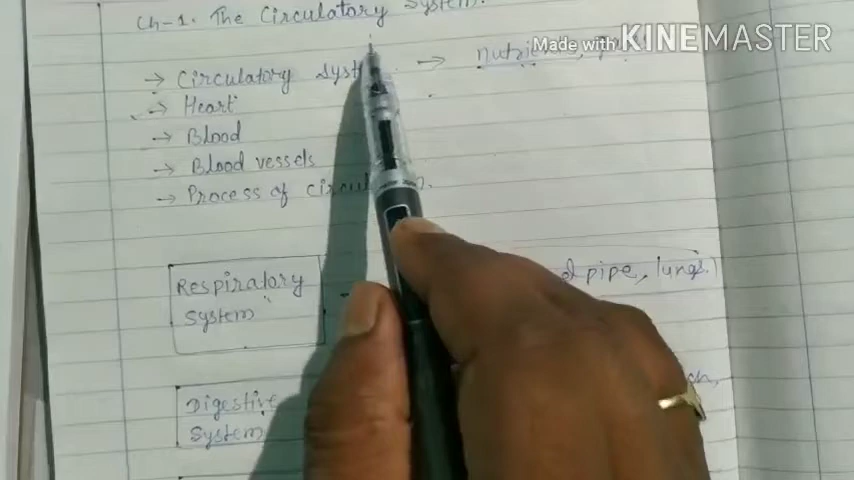 Ch-1. The Circulatory System.
→ Circulatory →
Made with KINEMASTER
→ Heart
→ Blood
→ Blood vessels
→ Process of
pipe, lungs.)
Respiratory
System
Digestive
System